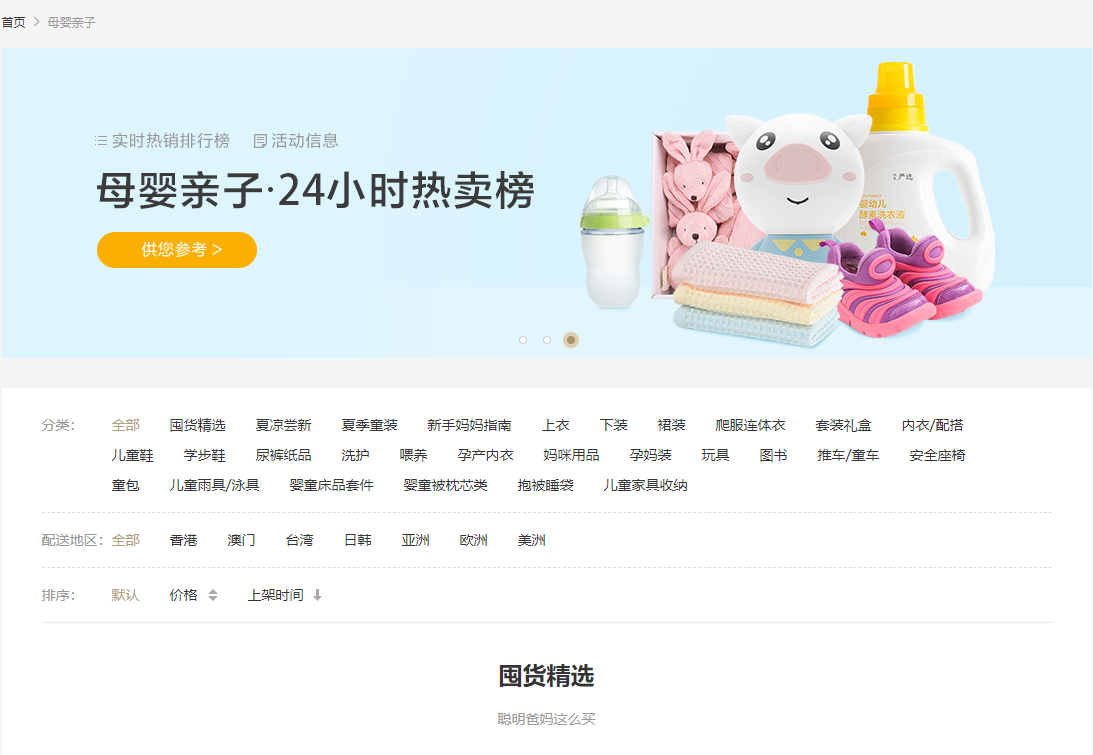 首页 > 母婴亲子
实时热销排行榜 活动信息
母婴亲子·24小时热卖榜
供您参考 >
严选
婴幼儿
酵素洗衣液
分类： 全部 囤货精选 夏凉尝新 夏季童装 新手妈妈指南 上衣 下装 裙装 爬服连体衣 套装礼盒 内衣/配搭
儿童鞋 学步鞋 尿裤纸品 洗护 喂养 孕产内衣 妈咪用品 孕妈装 玩具 图书 推车/童车 安全座椅
童包 儿童雨具/泳具 婴童床品套件 婴童被枕芯类 抱被睡袋 儿童家具收纳
配送地区： 全部 香港 澳门 台湾 日韩 亚洲 欧洲 美洲
排序： 默认 价格 上架时间
囤货精选
聪明爸妈这么买